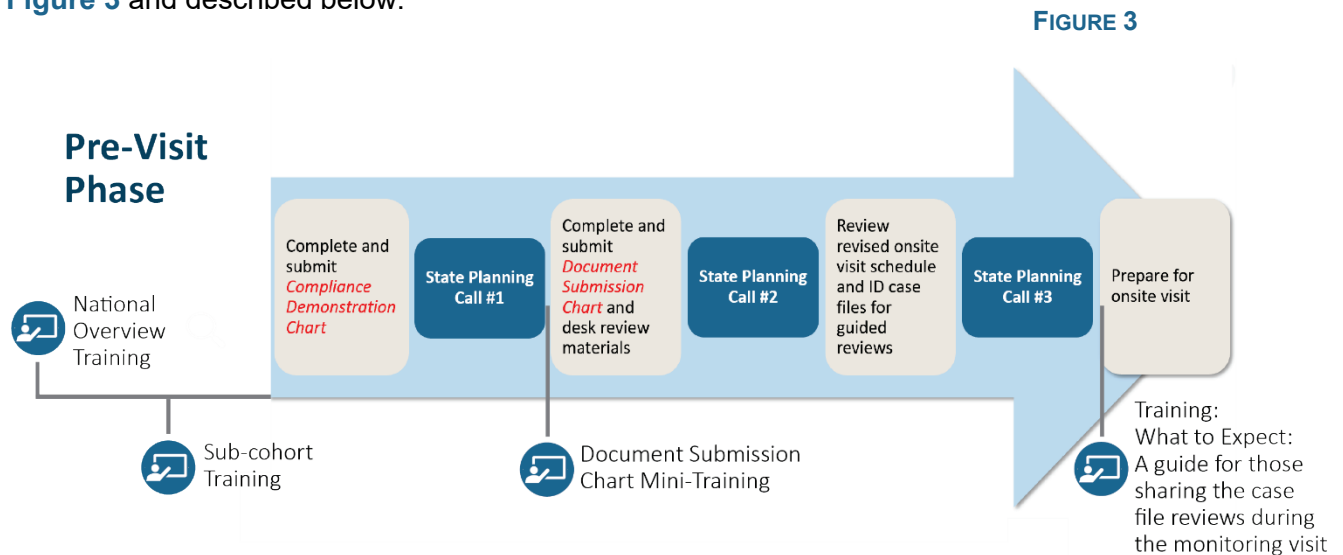 Figure 3 and described below.
FIGURE 3
Pre-Visit
Phase
National
Overview
Training
Sub-cohort
Training
Complete and
submit
Compliance
Demonstration
Chart
State Planning
Call #1
Document Submission
Chart Mini-Training
Complete and
submit
Document
Submission
Chart and
desk review
materials
State Planning
Call #2
Review
revised onsite
visit schedule
and ID case
files for
guided
reviews
State Planning
Call #3
Training:
What to Expect:
A guide for those
sharing the case
file reviews during
the monitoring visit
Prepare for
onsite visit